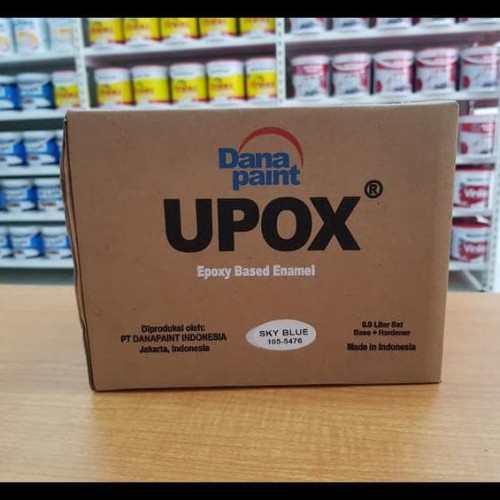 Dana
paint
UPOX®
Epoxy Based Enamel
Diproduksi oleh:
PT DANAPAINT INDONESIA
Jakarta, Indonesia
SKY BLUE
105-5476
Liter Set
Base + Hardener
Made in Indonesia